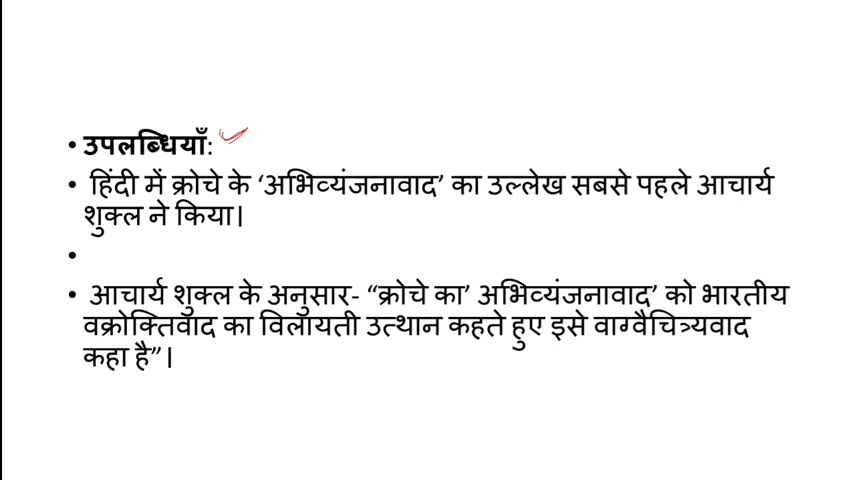 • उपलब्धियाँ:
• हिंदी में क्रोचे के ‘अभिव्यंजनावाद’ का उल्लेख सबसे पहले आचार्य
शुक्ल ने किया।
•
• आचार्य शुक्ल के अनुसार- “क्रोचे का’ अभिव्यंजनावाद’ को भारतीय
वक्रोक्तिवाद का विलायती उत्थान कहते हुए इसे वाग्वैचित्र्यवाद
कहा है”।